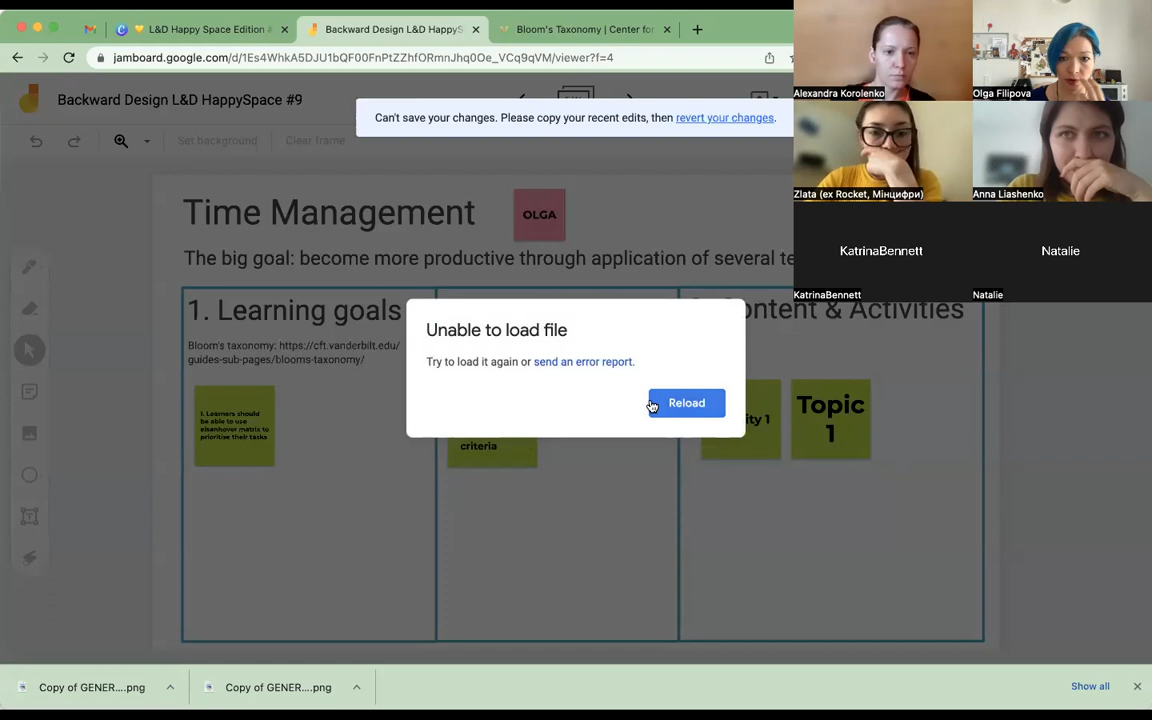 L&D Happy Space Edition #
Backward Design L&D HappyS
Bloom's Taxonomy | Center for
jamboard.google.com/d/1Es4WhkA5DJU1bQF00FnPtZZhfORmnJhq0Oe_VCq9qVM/viewer?f=4
Backward Design L&D HappySpace #9
Can't save your changes. Please copy your recent edits, then revert your changes.
Set background
Clear frame
Time Management
OLGA
The big goal: become more productive through application of several te
1. Learning goals
Bloom's taxonomy: https://cft.vanderbilt.edu/
guides-sub-pages/blooms-taxonomy/
1. Learners should
be able to use
eisenhover matrix to
prioritise their tasks
criteria
ontent & Activities
ity 1
Topic
1
Unable to load file
Try to load it again or send an error report.
Reload
Alexandra Korolenko
Olga Filipova
Zlata (ex Rocket, Мінцифри)
Anna Liashenko
KatrinaBennett
KatrinaBennett
Natalie
Natalie
Copy of GENER....png
Copy of GENER....png
Show all